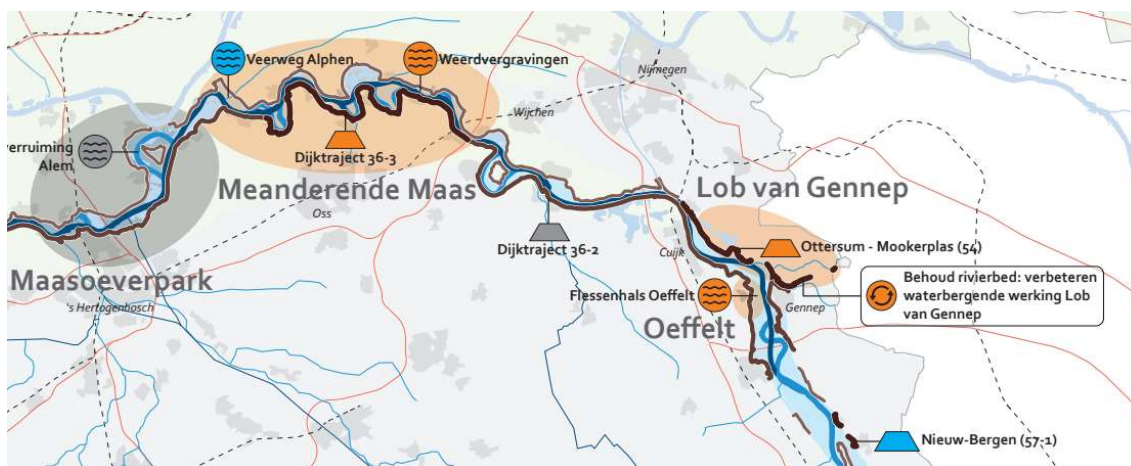 Veerweg Alphen
Weerdvergravingen
Nijmegen
Wijchen
erruiming
Alem
Dijktraject 36-3
Meanderende Maas
Lob van Gennep
Oss
Ottersum - Mookerplas (54)
Dijktraject 36-2
Cuijk
Maasoeverpark
's Hertogenbosch
Behoud rivierbed: verbeteren
waterbergende werking Lob
van Gennep
Flessenhals Oeffelt
Gennep
Oeffelt
Nieuw-Bergen (57-1)